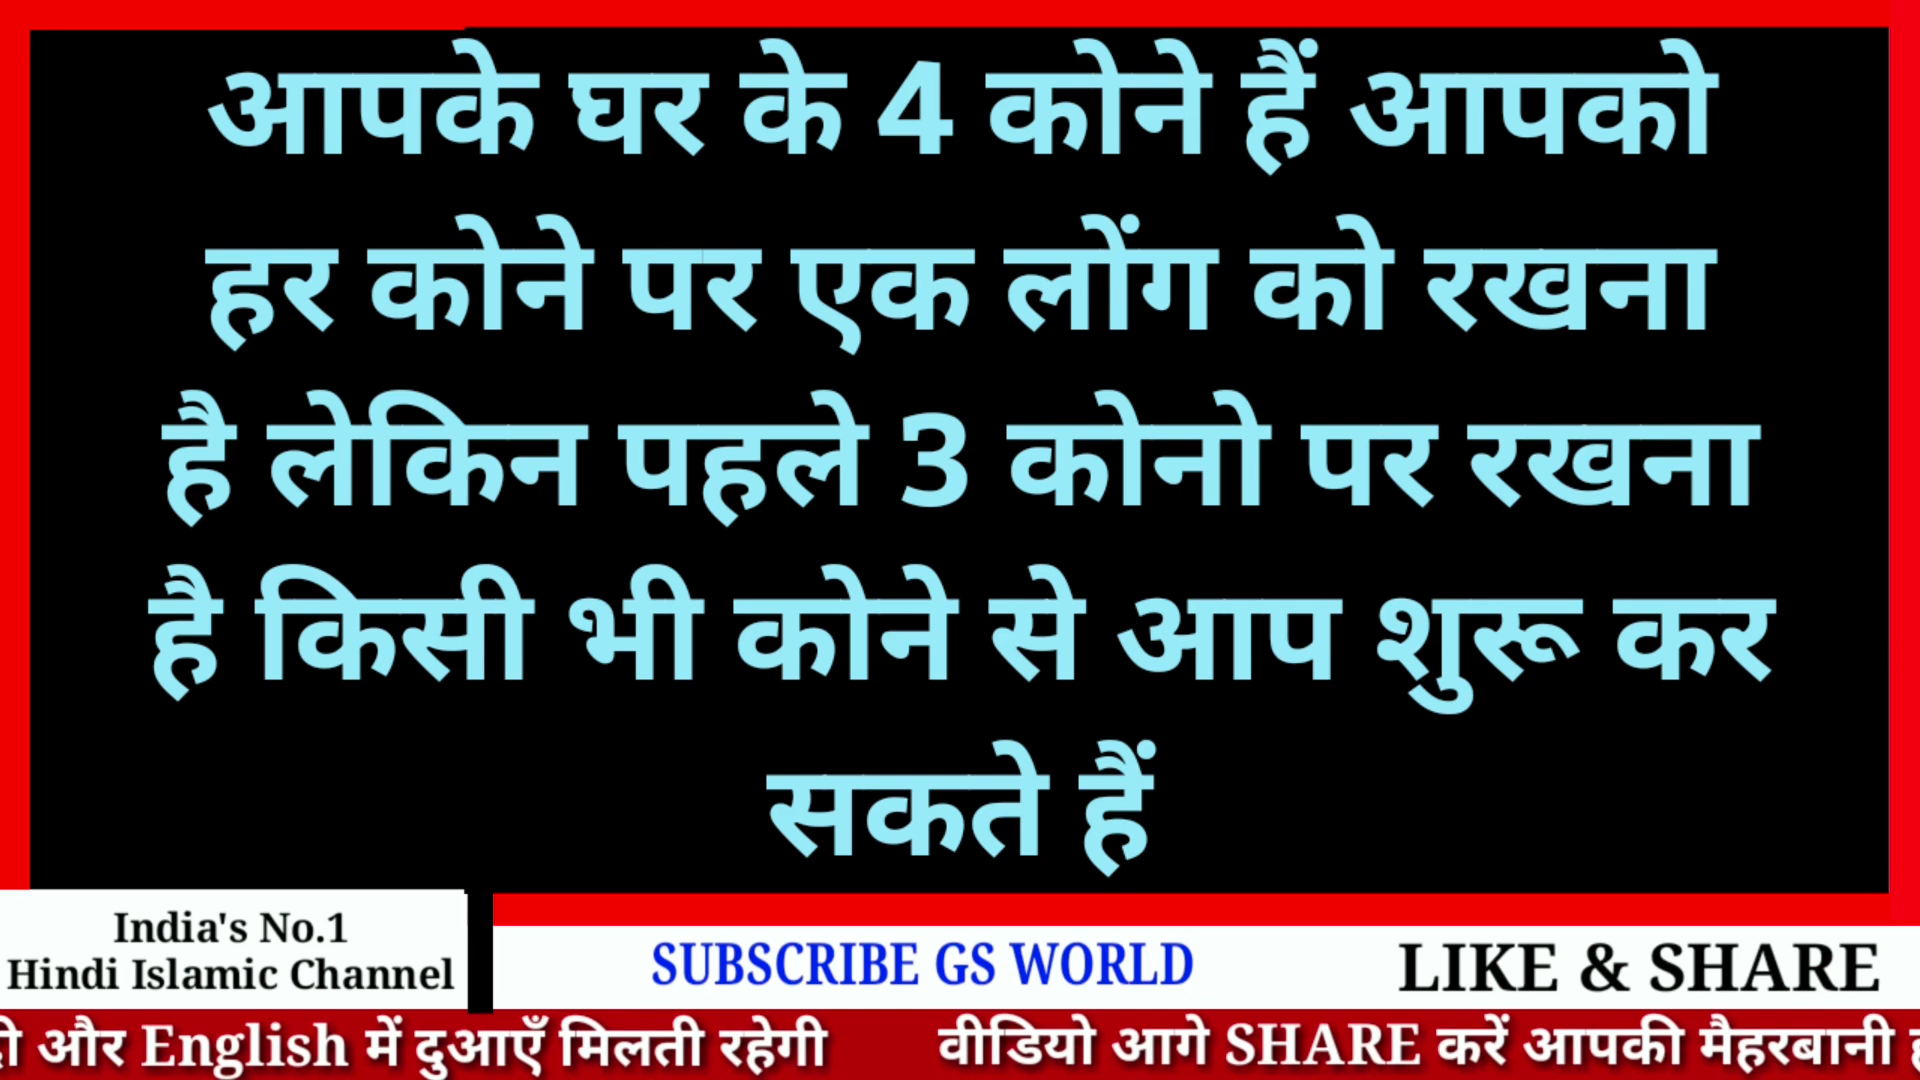 आपके घर के 4 कोने हैं आपको
हर कोने पर एक लोंग को रखना
है लेकिन पहले 3 कोनो पर रखना
है किसी भी कोने से आप शुरू कर
सकते हैं
India's No.1
Hindi Islamic Channel
SUBSCRIBE GS WORLD
LIKE & SHARE
और English में दुआएँ मिलती रहेगी वीडियो आगे SHARE करें आपकी मैहरबानी